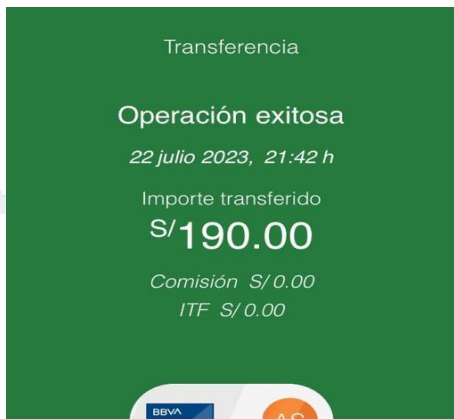 Transferencia
Operación exitosa
22 julio 2023, 21:42 h
Importe transferido
S/190.00
Comisión S/ 0.00
ITF S/ 0.00
BBVA
AS